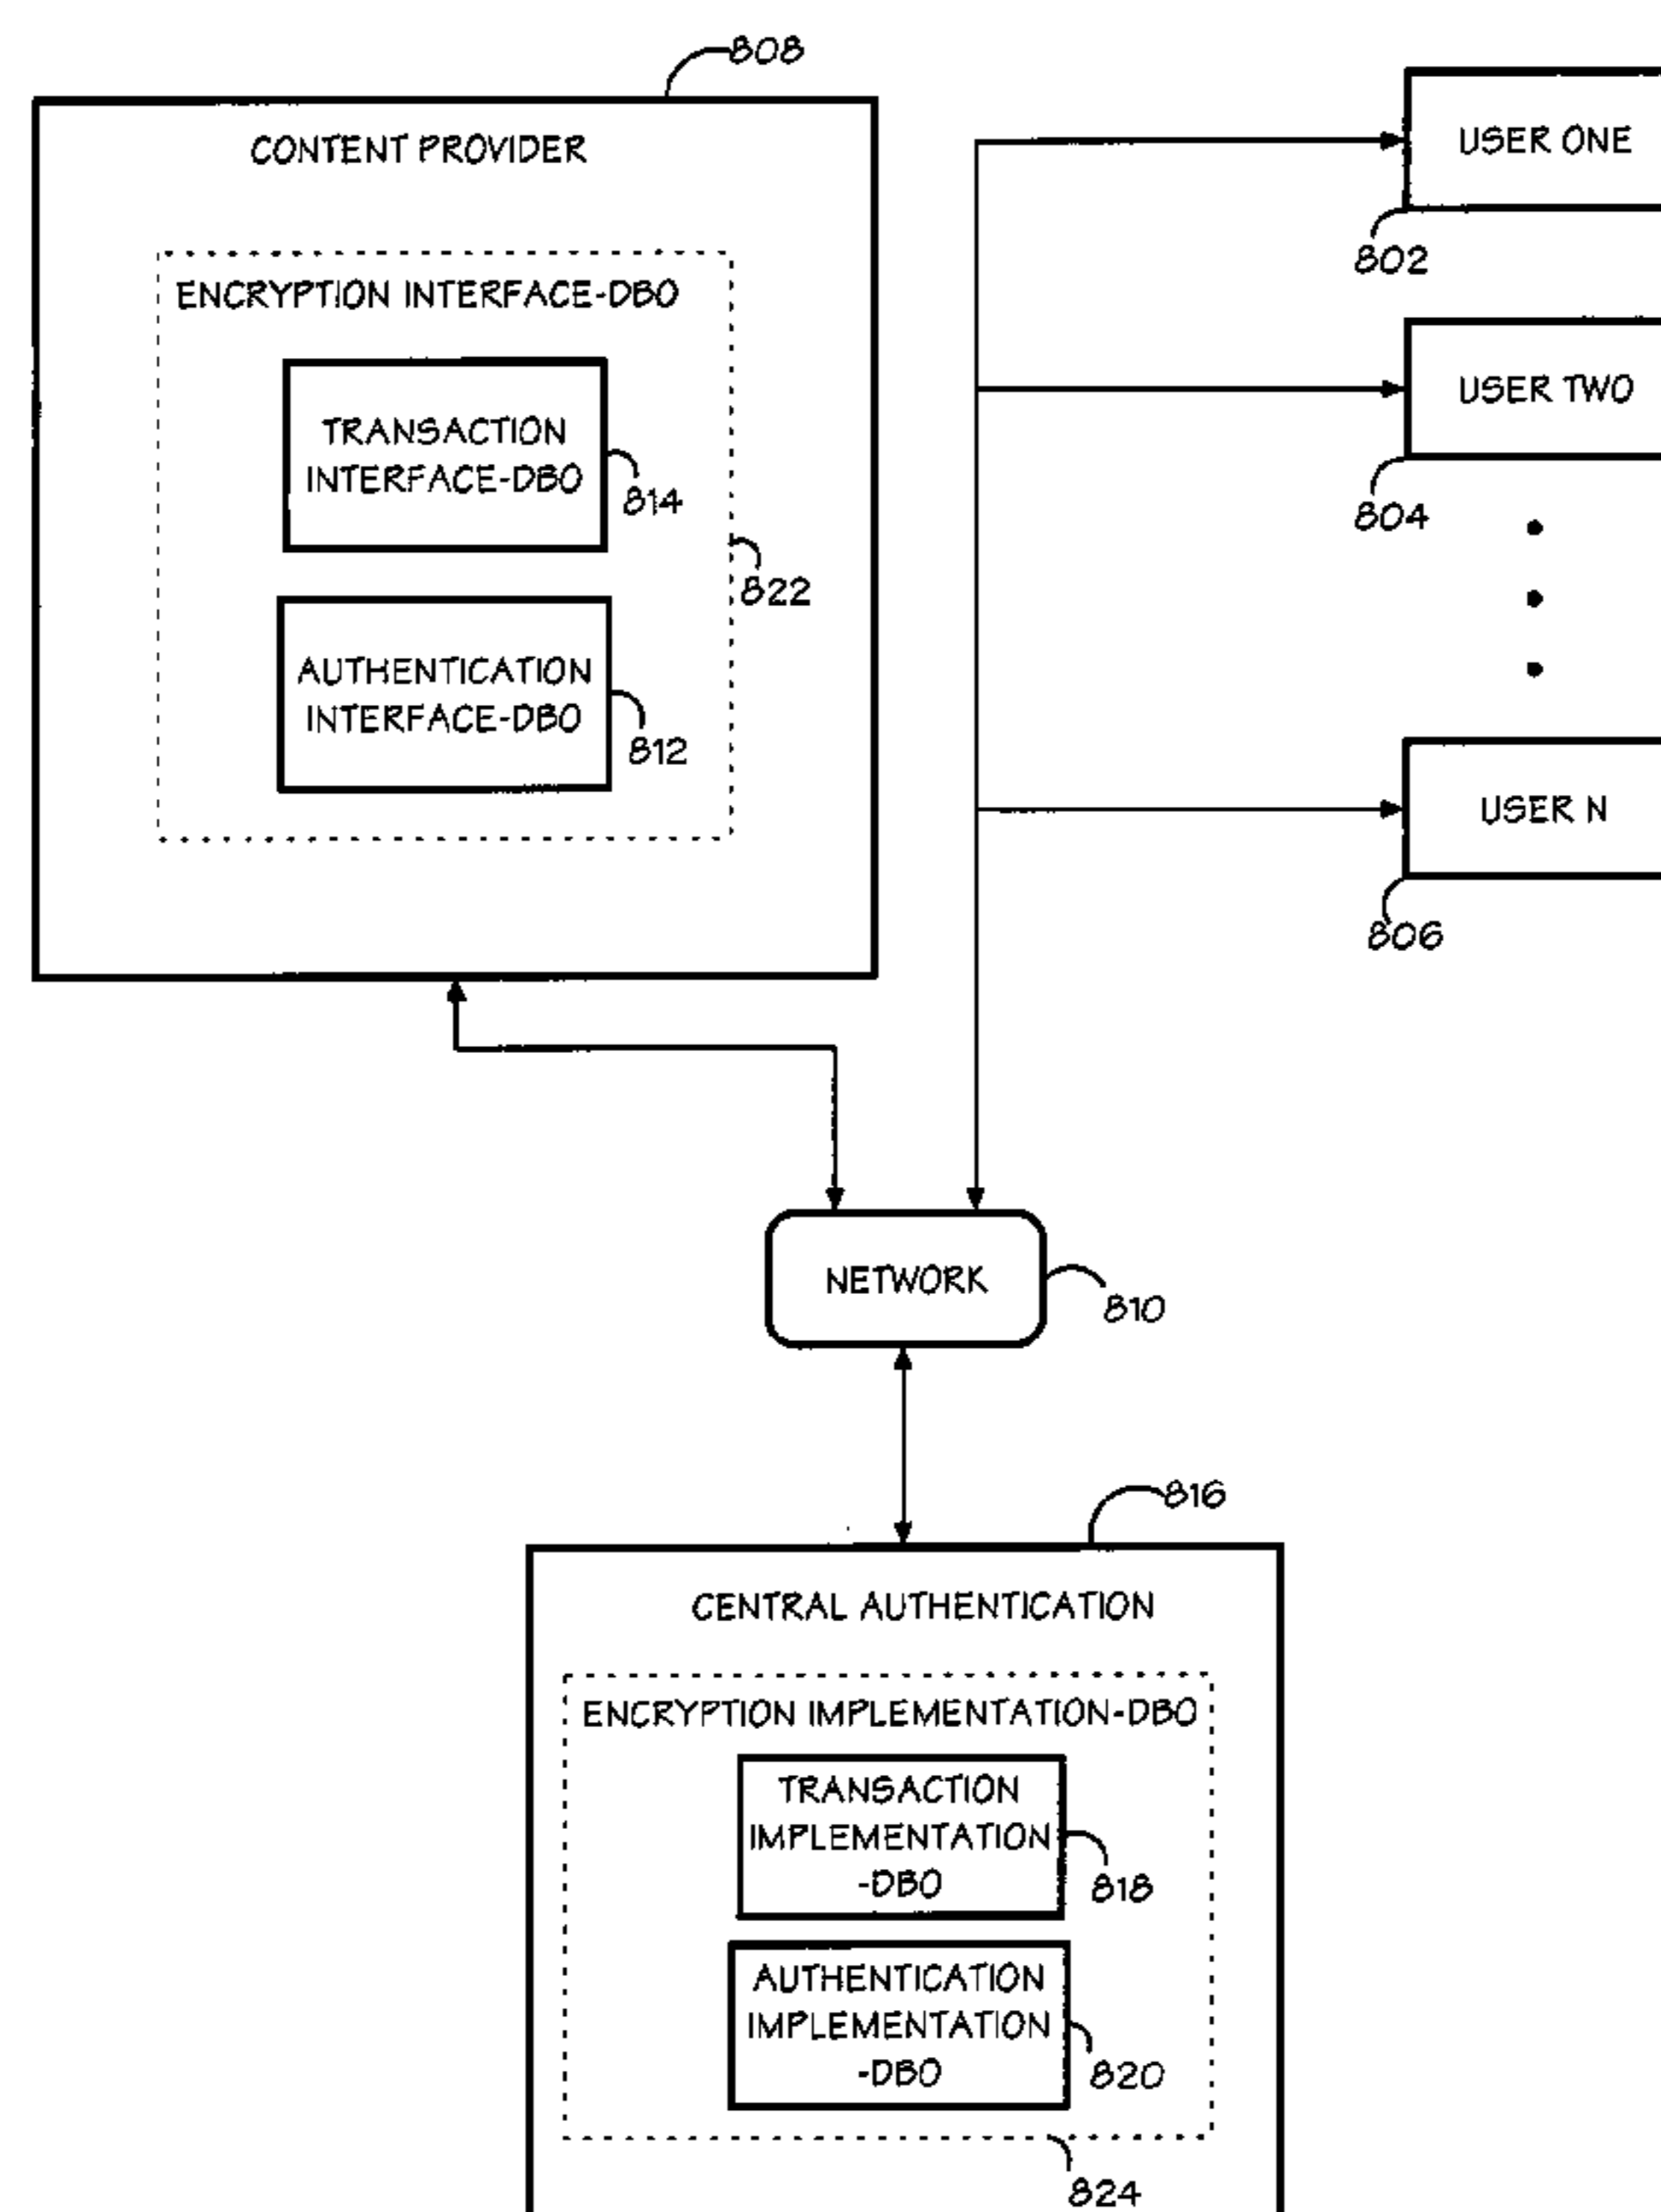 808
CONTENT PROVIDER
ENCRYPTION INTERFACE-DBO
TRANSACTION
INTERFACE-DBO
814
822
AUTHENTICATION
INTERFACE-DBO
812
USER ONE
802
USER TWO
804
USER N
806
NETWORK
810
816
CENTRAL AUTHENTICATION
ENCRYPTION IMPLEMENTATION-DBO
TRANSACTION
IMPLEMENTATION
-DBO
818
AUTHENTICATION
IMPLEMENTATION
-DBO
820
824